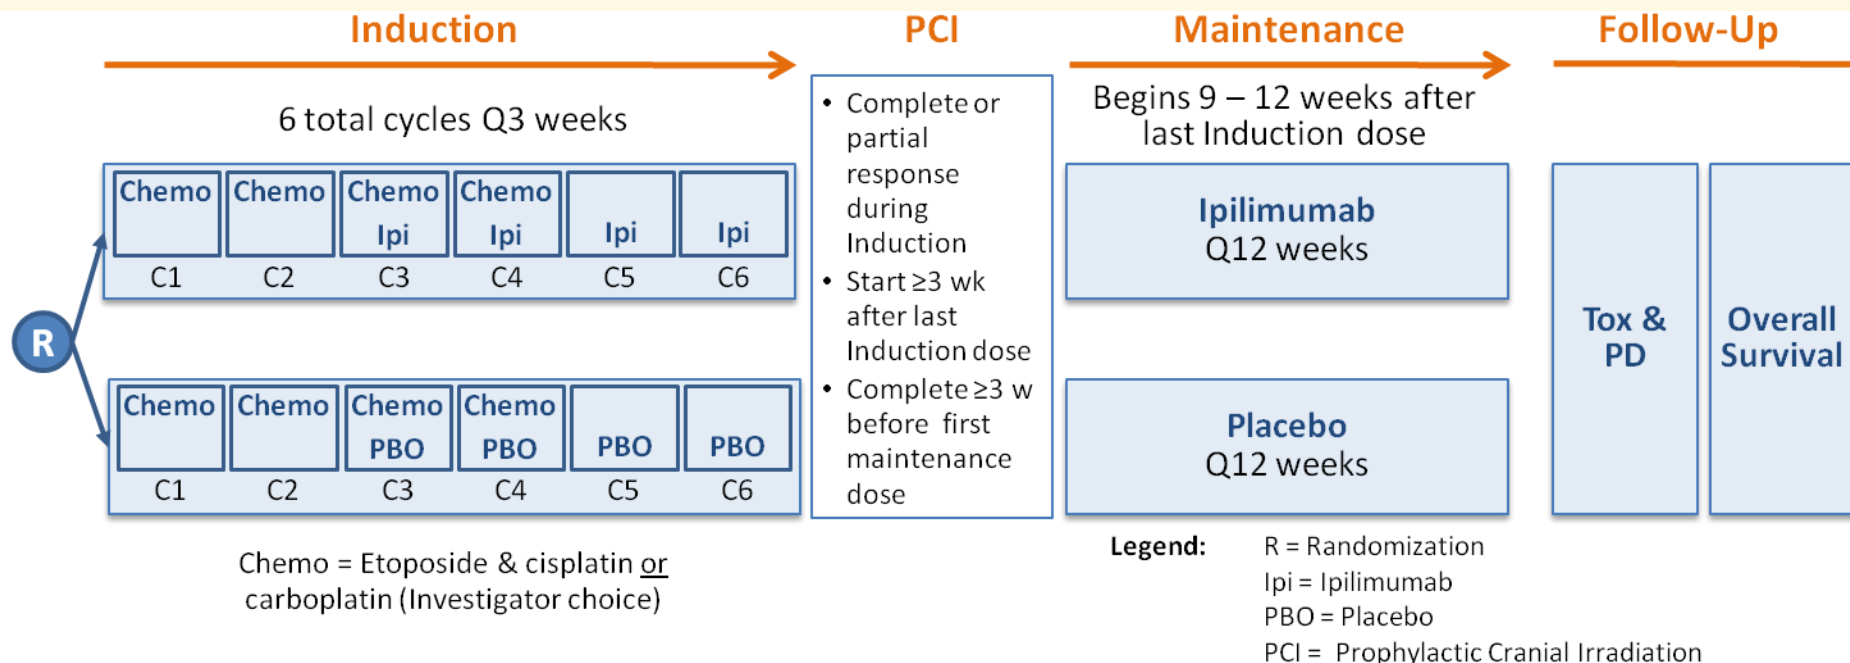 Induction
PCI
Maintenance
Follow-Up
6 total cycles Q3 weeks
Chemo
Chemo
Chemo
Ipi
Chemo
Ipi
Ipi
Ipi
C1
C2
C3
C4
C5
C6
R
Chemo
Chemo
Chemo
PBO
Chemo
PBO
PBO
PBO
C1
C2
C3
C4
C5
C6
Chemo = Etoposide & cisplatin or
carboplatin (Investigator choice)
• Complete or
partial
response
during
Induction
• Start ≥3 wk
after last
Induction dose
• Complete ≥3 w
before first
maintenance
dose
Begins 9 – 12 weeks after
last Induction dose
Ipilimumab
Q12 weeks
Placebo
Q12 weeks
Tox &
PD
Overall
Survival
Legend:
R = Randomization
Ipi = Ipilimumab
PBO = Placebo
PCI = Prophylactic Cranial Irradiation